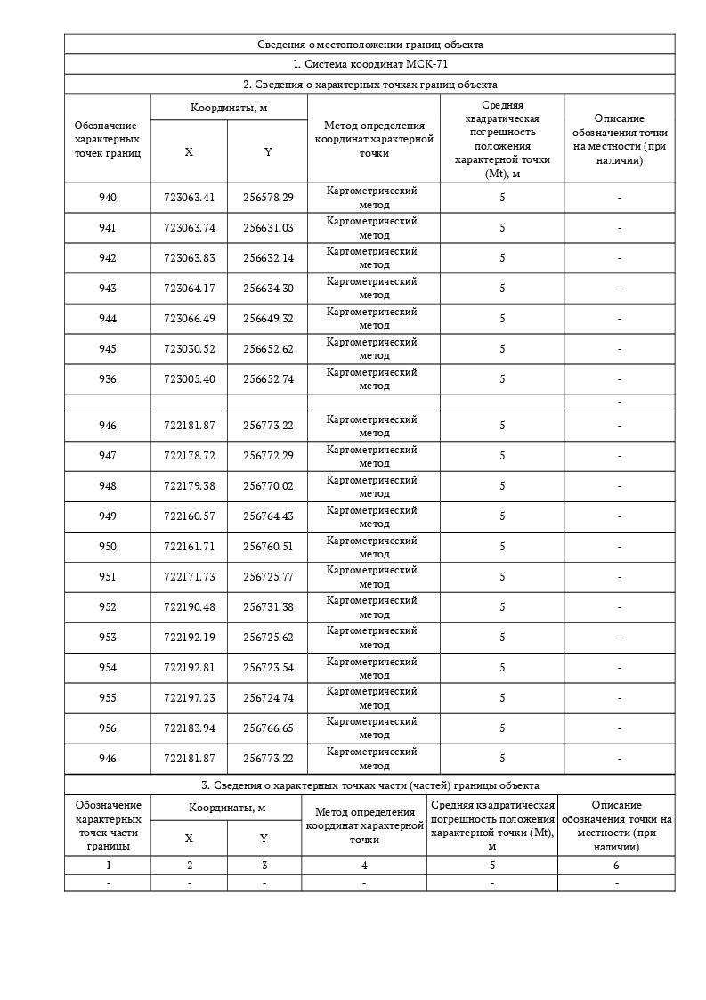 Сведения о местоположении границ объекта
1. Система координат МСК-71
2. Сведения о характерных точках границ объекта
Обозначение
характерных
точек границ
Координаты, м
X
Y
Метод определения
координат характерной
точки
Средняя
квадратическая
погрешность
положения
характерной точки
(Mt), м
Описание
обозначения точки
на местности (при
наличии)
940 723063.41 256578.29 Картометрический
метод 5 -
941 723063.74 256631.03 Картометрический
метод 5 -
942 723063.83 256632.14 Картометрический
метод 5 -
943 723064.17 256634.30 Картометрический
метод 5 -
944 723066.49 256649.32 Картометрический
метод 5 -
945 723030.52 256652.62 Картометрический
метод 5 -
936 723005.40 256652.74 Картометрический
метод 5 -
-
946 722181.87 256773.22 Картометрический
метод 5 -
947 722178.72 256772.29 Картометрический
метод 5 -
948 722179.38 256770.02 Картометрический
метод 5 -
949 722160.57 256764.43 Картометрический
метод 5 -
950 722161.71 256760.51 Картометрический
метод 5 -
951 722171.73 256725.77 Картометрический
метод 5 -
952 722190.48 256731.38 Картометрический
метод 5 -
953 722192.19 256725.62 Картометрический
метод 5 -
954 722192.81 256723.54 Картометрический
метод 5 -
955 722197.23 256724.74 Картометрический
метод 5 -
956 722183.94 256766.65 Картометрический
метод 5 -
946 722181.87 256773.22 Картометрический
метод 5 -
3. Сведения о характерных точках части (частей) границы объекта
Обозначение
характерных
точек части
границы
Координаты, м
X
Y
Метод определения
координат характерной
точки
Средняя квадратическая
погрешность положения
характерной точки (Mt),
м
Описание
обозначения точки на
местности (при
наличии)
1 2 3 4 5 6
- - - - - -